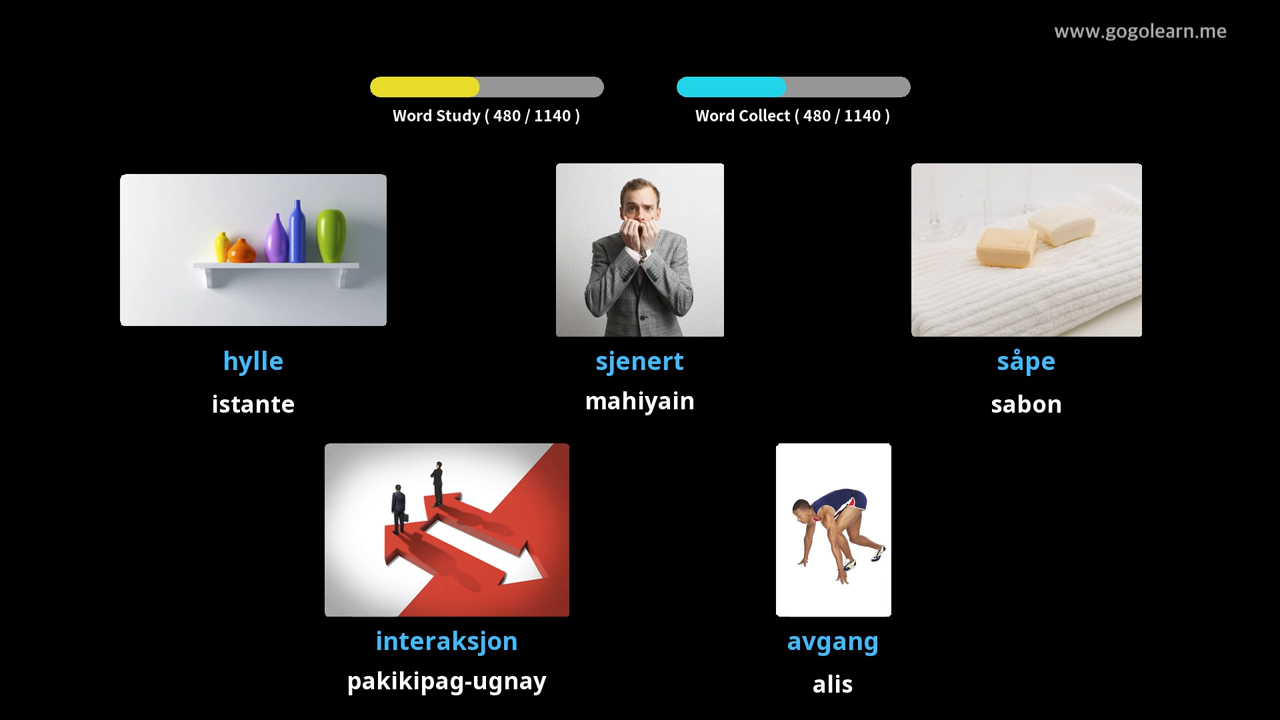 www.gogolearn.me
Word Study ( 480 / 1140 )
Word Collect ( 480 / 1140 )
hylle
istante
sjenert
mahiyain
såpe
sabon
interaksjon
pakikipag-ugnay
avgang
alis